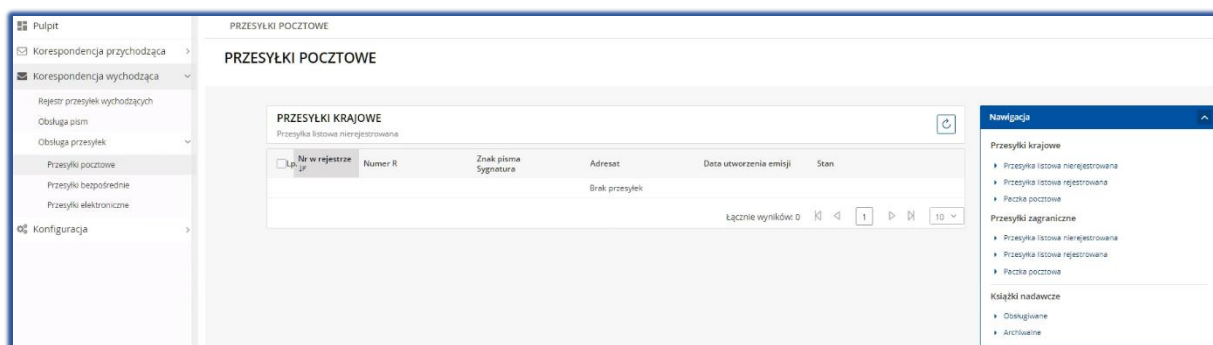 Pulpit
Korespondencja przychodząca
Korespondencja wychodząca
Rejestr przesyłek wychodzących
Obsługa pism
Obsługa przesyłek
Przesyłki pocztowe
Przesyłki bezpośrednie
Przesyłki elektroniczne
Konfiguracja
PRZESYŁKI POCZTOWE
PRZESYŁKI POCZTOWE
PRZESYŁKI KRAJOWE
Przesyłka listowa nierejestrowana
Lp. Nr w rejestrze Numer R Znak pisma Sygnatura Adresat Data utworzenia emisji Stan
Brak przesyłek
Łącznie wyników: 0 1 10
Nawigacja
Przesyłki krajowe
Przesyłka listowa nierejestrowana
Przesyłka listowa rejestrowana
Paczka pocztowa
Przesyłki zagraniczne
Przesyłka listowa nierejestrowana
Przesyłka listowa rejestrowana
Paczka pocztowa
Książki nadawcze
Obsługiwane
Archiwalne